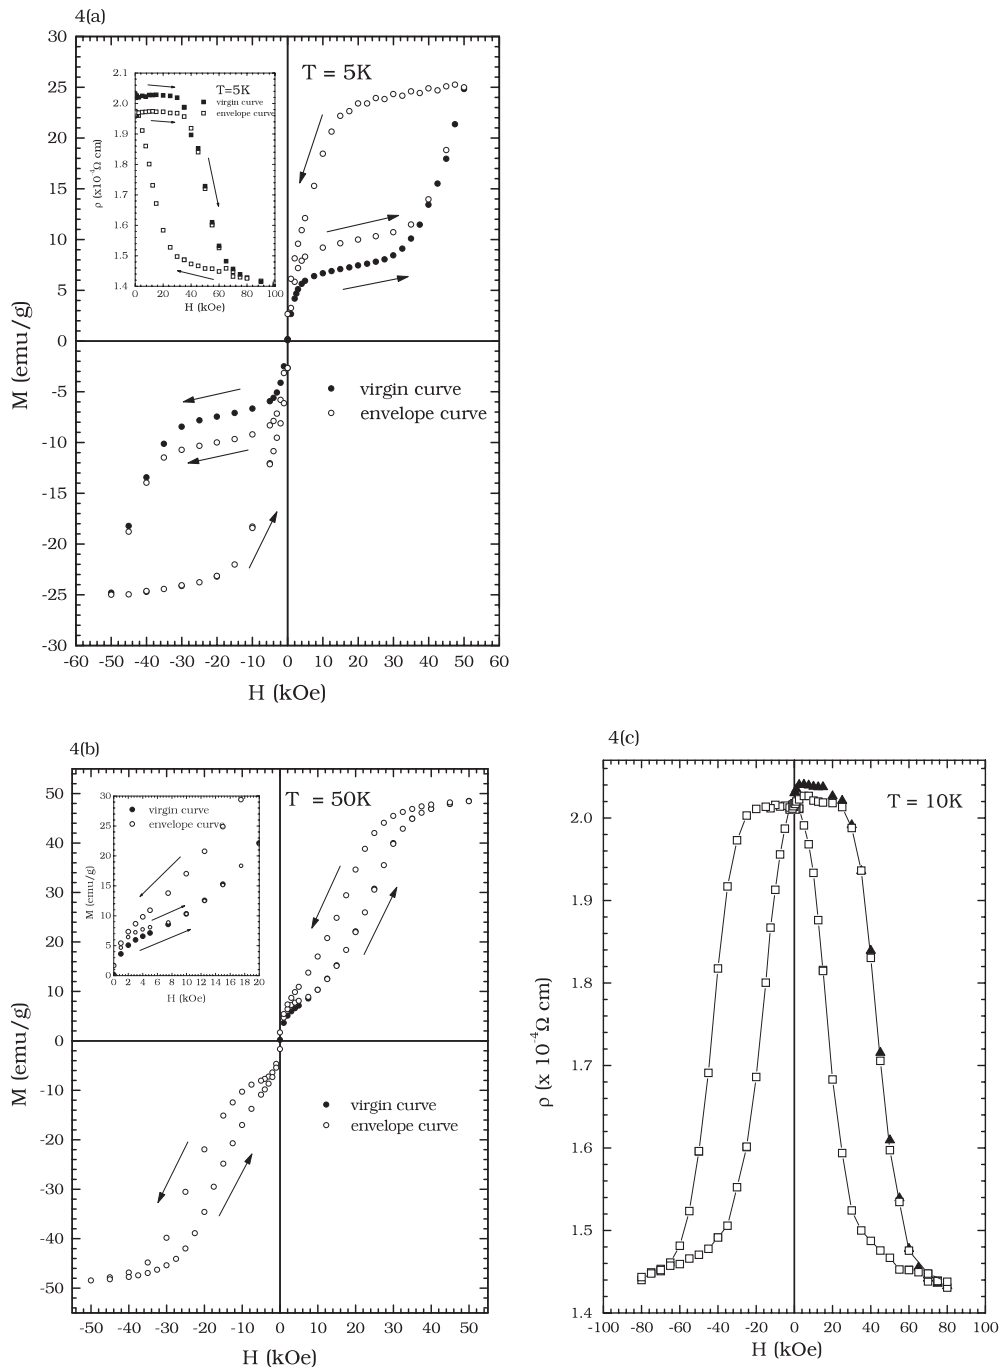 4(a)
30
25
20
15
10
5
0
-5
-10
-15
-20
-25
-30
M (emu/g)
-60 -50 -40 -30 -20 -10 0 10 20 30 40 50 60
H (kOe)
T = 5K
virgin curve
envelope curve
2.1
2.0
1.9
1.8
1.7
1.6
1.5
1.4
ρ (x10⁻⁴Ω cm)
0 20 40 60 80 100
H (kOe)
T=5K
virgin curve
envelope curve
4(b)
50
40
30
20
10
0
-10
-20
-30
-40
-50
M (emu/g)
-50 -40 -30 -20 -10 0 10 20 30 40 50
H (kOe)
T = 50K
virgin curve
envelope curve
30
25
20
15
10
5
0
M (emu/g)
0 2 4 6 8 10 12 14 16 18 20
H (kOe)
virgin curve
envelope curve
4(c)
2.0
1.9
1.8
1.7
1.6
1.5
1.4
ρ (x 10⁻⁴Ω cm)
-100 -80 -60 -40 -20 0 20 40 60 80 100
H (kOe)
T = 10K